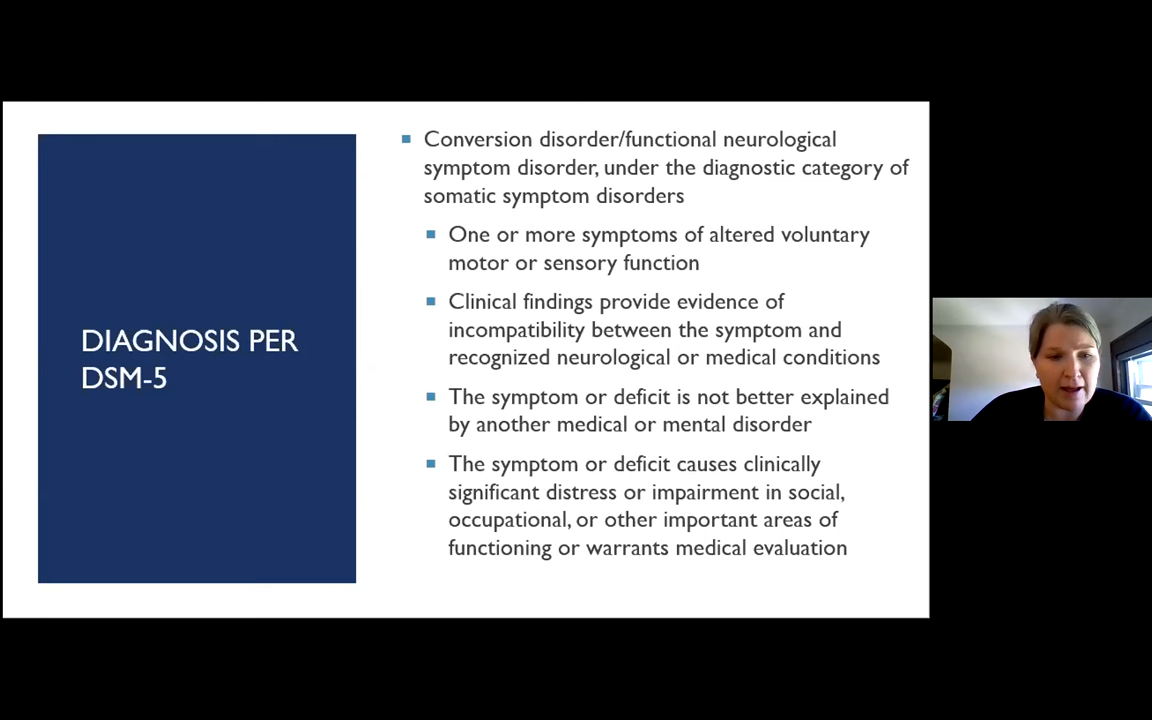 DIAGNOSIS PER
DSM-5
Conversion disorder/functional neurological
symptom disorder, under the diagnostic category of
somatic symptom disorders
One or more symptoms of altered voluntary
motor or sensory function
Clinical findings provide evidence of
incompatibility between the symptom and
recognized neurological or medical conditions
The symptom or deficit is not better explained
by another medical or mental disorder
The symptom or deficit causes clinically
significant distress or impairment in social,
occupational, or other important areas of
functioning or warrants medical evaluation